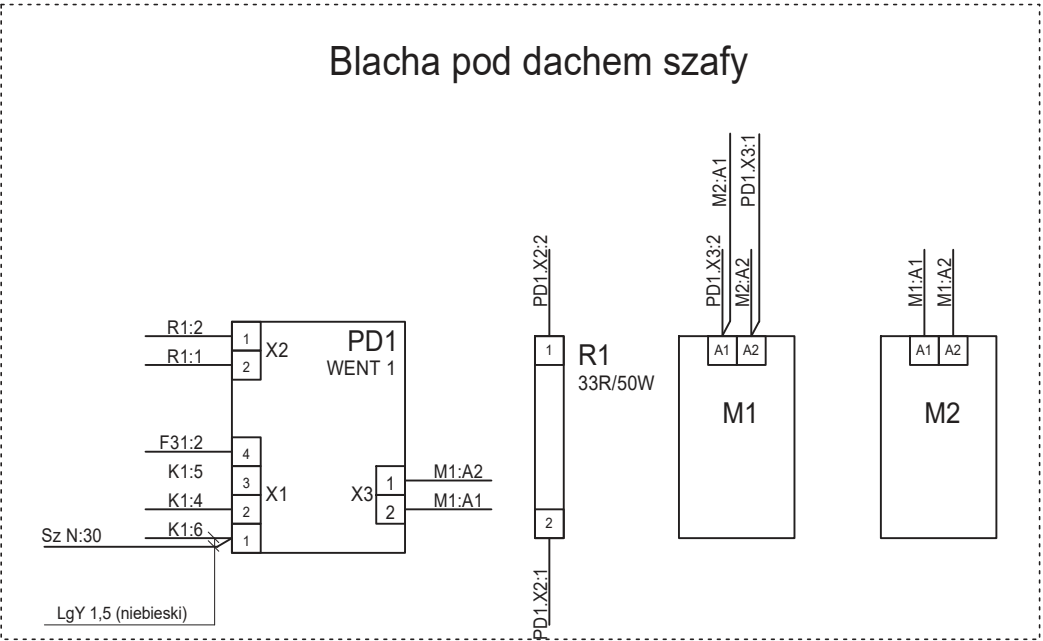 Blacha pod dachem szafy
R1:2
R1:1
1
2
X2
PD1
WENT 1
F31:2
K1:5
K1:4
K1:6
Sz N:30
4
3
2
1
X1
X3
1
2
M1:A2
M1:A1
LgY 1,5 (niebieski)
PD1.X2:2
1
R1
33R/50W
2
PD1.X2:1
PD1.X3:2
M2:A1
M2:A2
PD1.X3:1
A1
A2
M1
M1:A1
M1:A2
A1
A2
M2